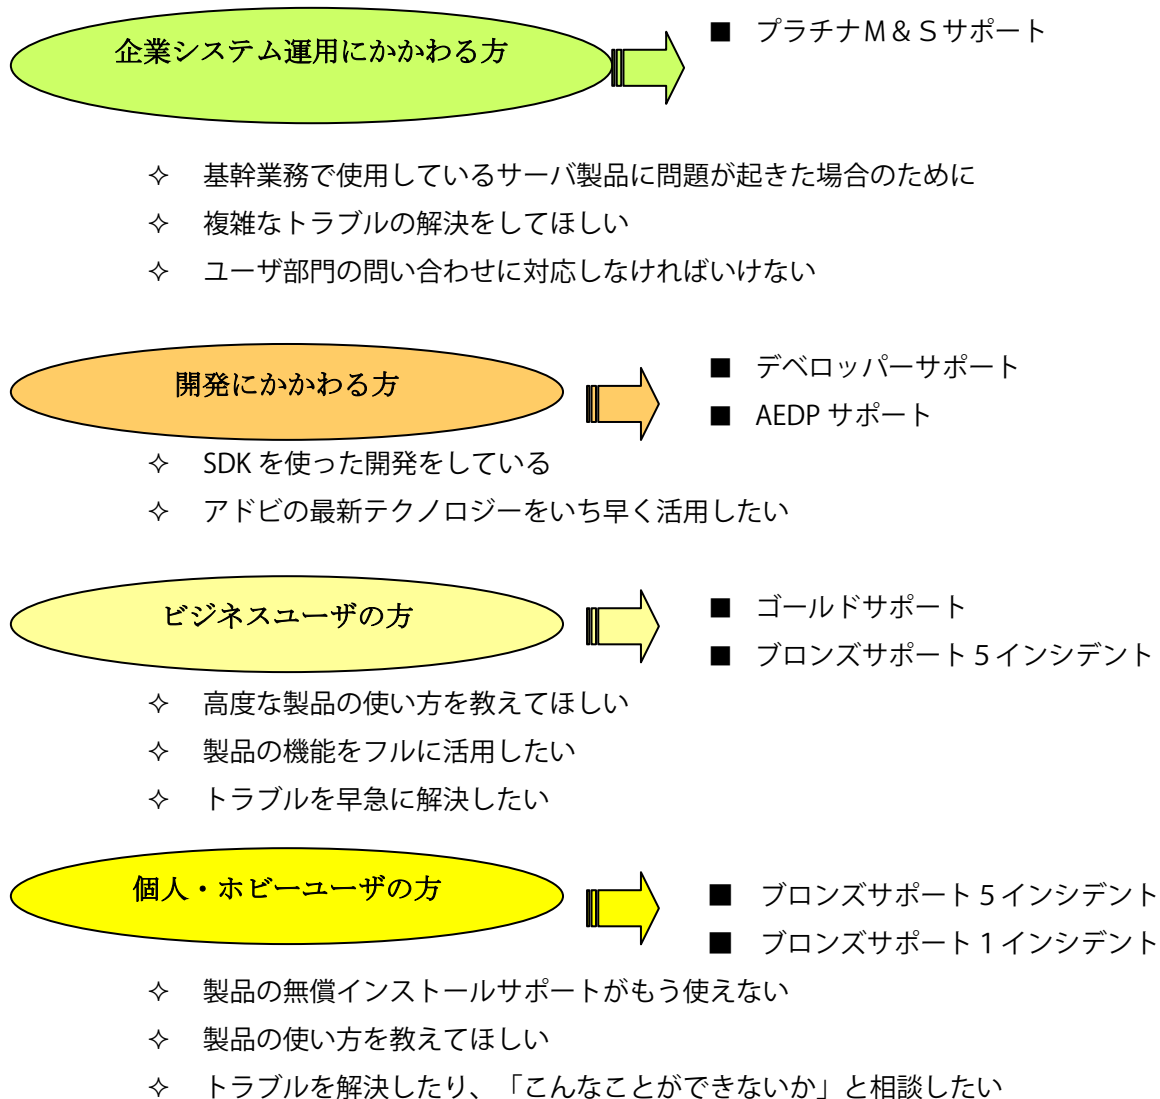 企業システム運用にかかわる方
■ プラチナM＆Sサポート
✧ 基幹業務で使用しているサーバ製品に問題が起きた場合のために
✧ 複雑なトラブルの解決をしてほしい
✧ ユーザ部門の問い合わせに対応しなければいけない
開発にかかわる方
■ デベロッパーサポート
■ AEDP サポート
✧ SDK を使った開発をしている
✧ アドビの最新テクノロジーをいち早く活用したい
ビジネスユーザの方
■ ゴールドサポート
■ ブロンズサポート 5 インシデント
✧ 高度な製品の使い方を教えてほしい
✧ 製品の機能をフルに活用したい
✧ トラブルを早急に解決したい
個人・ホビーユーザの方
■ ブロンズサポート 5 インシデント
■ ブロンズサポート 1 インシデント
✧ 製品の無償インストールサポートがもう使えない
✧ 製品の使い方を教えてほしい
✧ トラブルを解決したり、「こんなことができないか」と相談したい